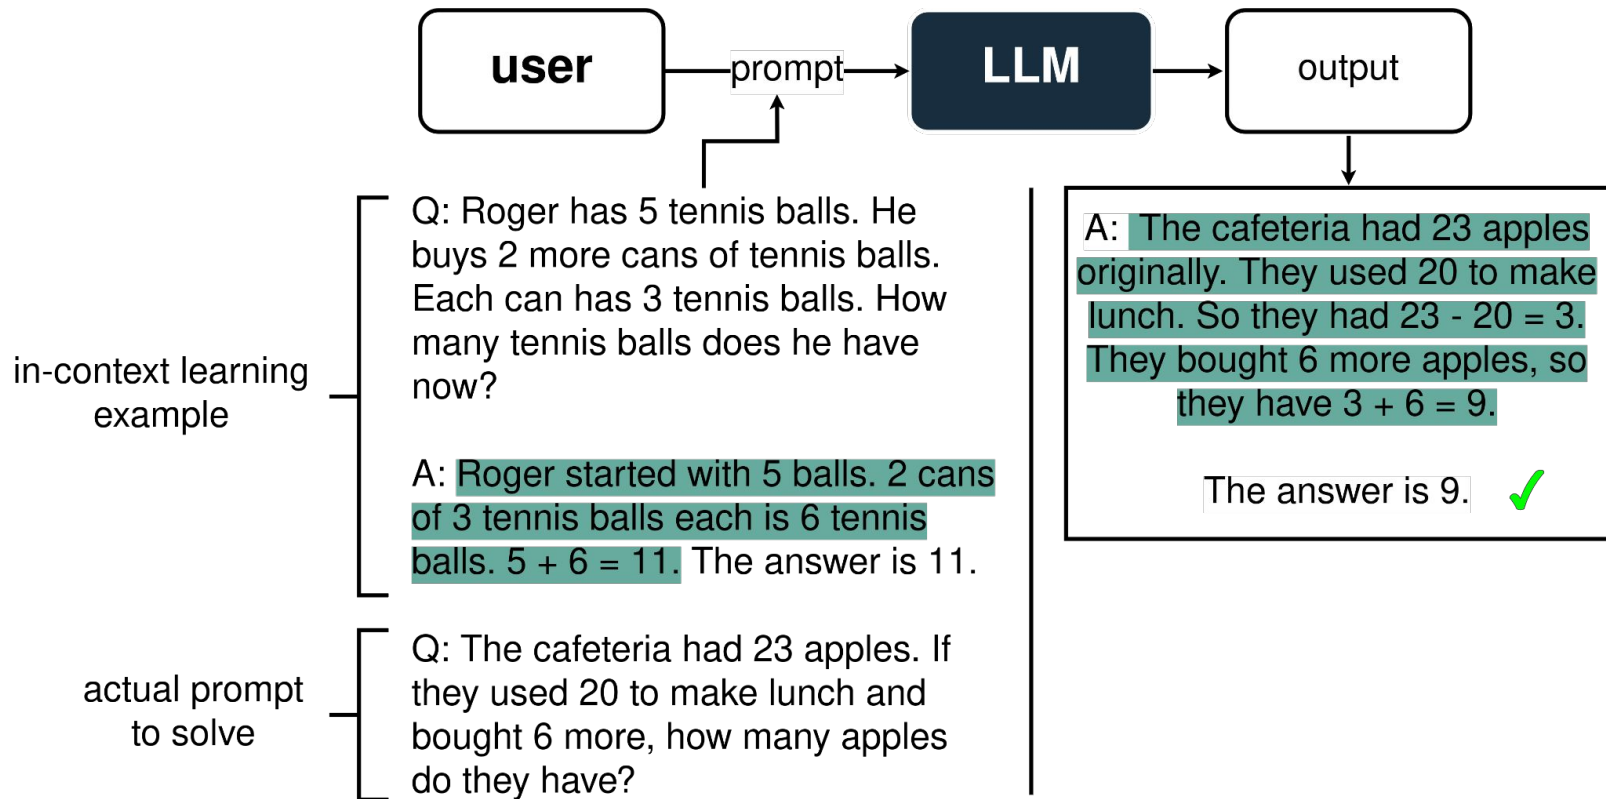 user
prompt
LLM
output
in-context learning
example
Q: Roger has 5 tennis balls. He
buys 2 more cans of tennis balls.
Each can has 3 tennis balls. How
many tennis balls does he have
now?
A: Roger started with 5 balls. 2 cans
of 3 tennis balls each is 6 tennis
balls. 5 + 6 = 11. The answer is 11.
actual prompt
to solve
Q: The cafeteria had 23 apples. If
they used 20 to make lunch and
bought 6 more, how many apples
do they have?
A: The cafeteria had 23 apples
originally. They used 20 to make
lunch. So they had 23 - 20 = 3.
They bought 6 more apples, so
they have 3 + 6 = 9.
The answer is 9.